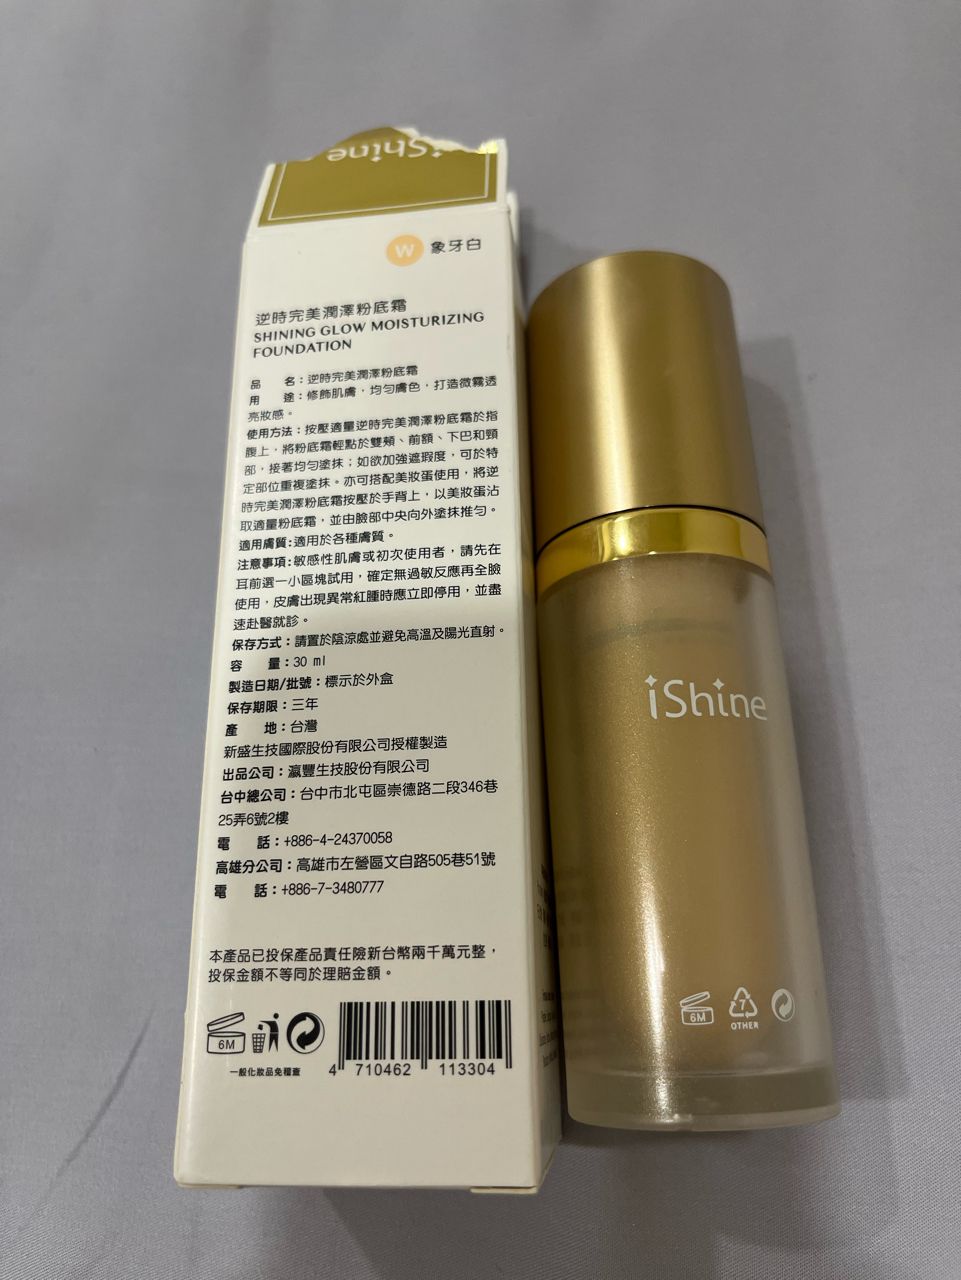 iShine
W 象牙白
逆時完美潤澤粉底霜
SHINING GLOW MOISTURIZING
FOUNDATION
品 名：逆時完美潤澤粉底霜
用 途：修飾肌膚，均勻膚色，打造微霧透
亮妝感。
使用方法：按壓適量逆時完美潤澤粉底霜於指
腹上，將粉底霜輕點於雙頰、前額、下巴和頸
部，接著均勻塗抹；如欲加強遮瑕度，可於特
定部位重複塗抹。亦可搭配美妝蛋使用，將逆
時完美潤澤粉底霜按壓於手背上，以美妝蛋沾
取適量粉底霜，並由臉部中央向外塗抹推勻。
適用膚質：適用於各種膚質。
注意事項：敏感性肌膚或初次使用者，請先在
耳前選一小區塊試用，確定無過敏反應再全臉
使用，皮膚出現異常紅腫時應立即停用，並盡
速赴醫就診。
保存方式：請置於陰涼處並避免高溫及陽光直射。
容 量：30 ml
製造日期/批號：標示於外盒
保存期限：三年
產 地：台灣
新盛生技國際股份有限公司授權製造
出品公司：瀛豐生技股份有限公司
台中總公司：台中市北屯區崇德路二段346巷
25弄6號2樓
電 話：+886-4-24370058
高雄分公司：高雄市左營區文自路505巷51號
電 話：+886-7-3480777
本產品已投保產品責任險新台幣兩千萬元整，
投保金額不等同於理賠金額。
6M
一般化妝品免種查
4 710462 113304
iShine
6M
7
OTHER